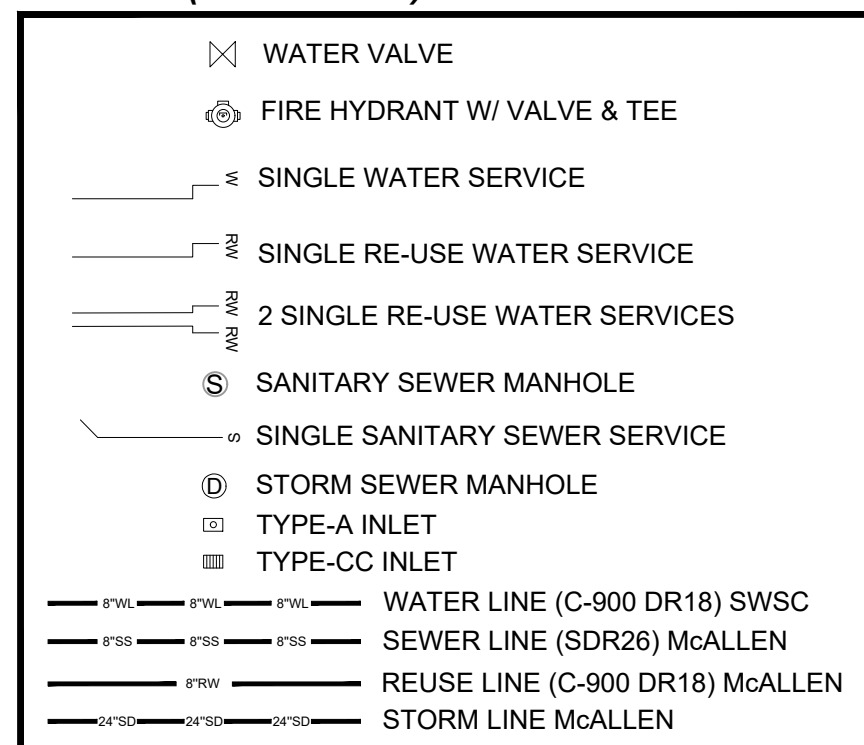 WATER VALVE
FIRE HYDRANT W/ VALVE & TEE
W SINGLE WATER SERVICE
RW SINGLE RE-USE WATER SERVICE
RW
RW 2 SINGLE RE-USE WATER SERVICES
S SANITARY SEWER MANHOLE
S SINGLE SANITARY SEWER SERVICE
D STORM SEWER MANHOLE
TYPE-A INLET
TYPE-CC INLET
8"WL 8"WL 8"WL WATER LINE (C-900 DR18) SWSC
8"SS 8"SS 8"SS SEWER LINE (SDR26) McALLEN
8"RW REUSE LINE (C-900 DR18) McALLEN
24"SD 24"SD 24"SD STORM LINE McALLEN